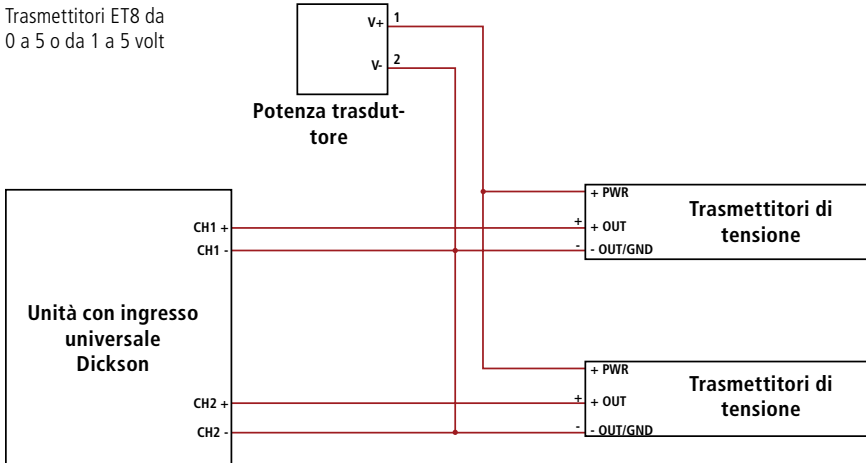 Trasmettitori ET8 da
0 a 5 o da 1 a 5 volt
V+
1
V-
2
Potenza trasdut-
tore
+ PWR
CH1 +
+
+ OUT
CH1 -
-
- OUT/GND
Trasmettitori di
tensione
Unità con ingresso
universale
Dickson
+ PWR
CH2 +
+
+ OUT
CH2 -
-
- OUT/GND
Trasmettitori di
tensione